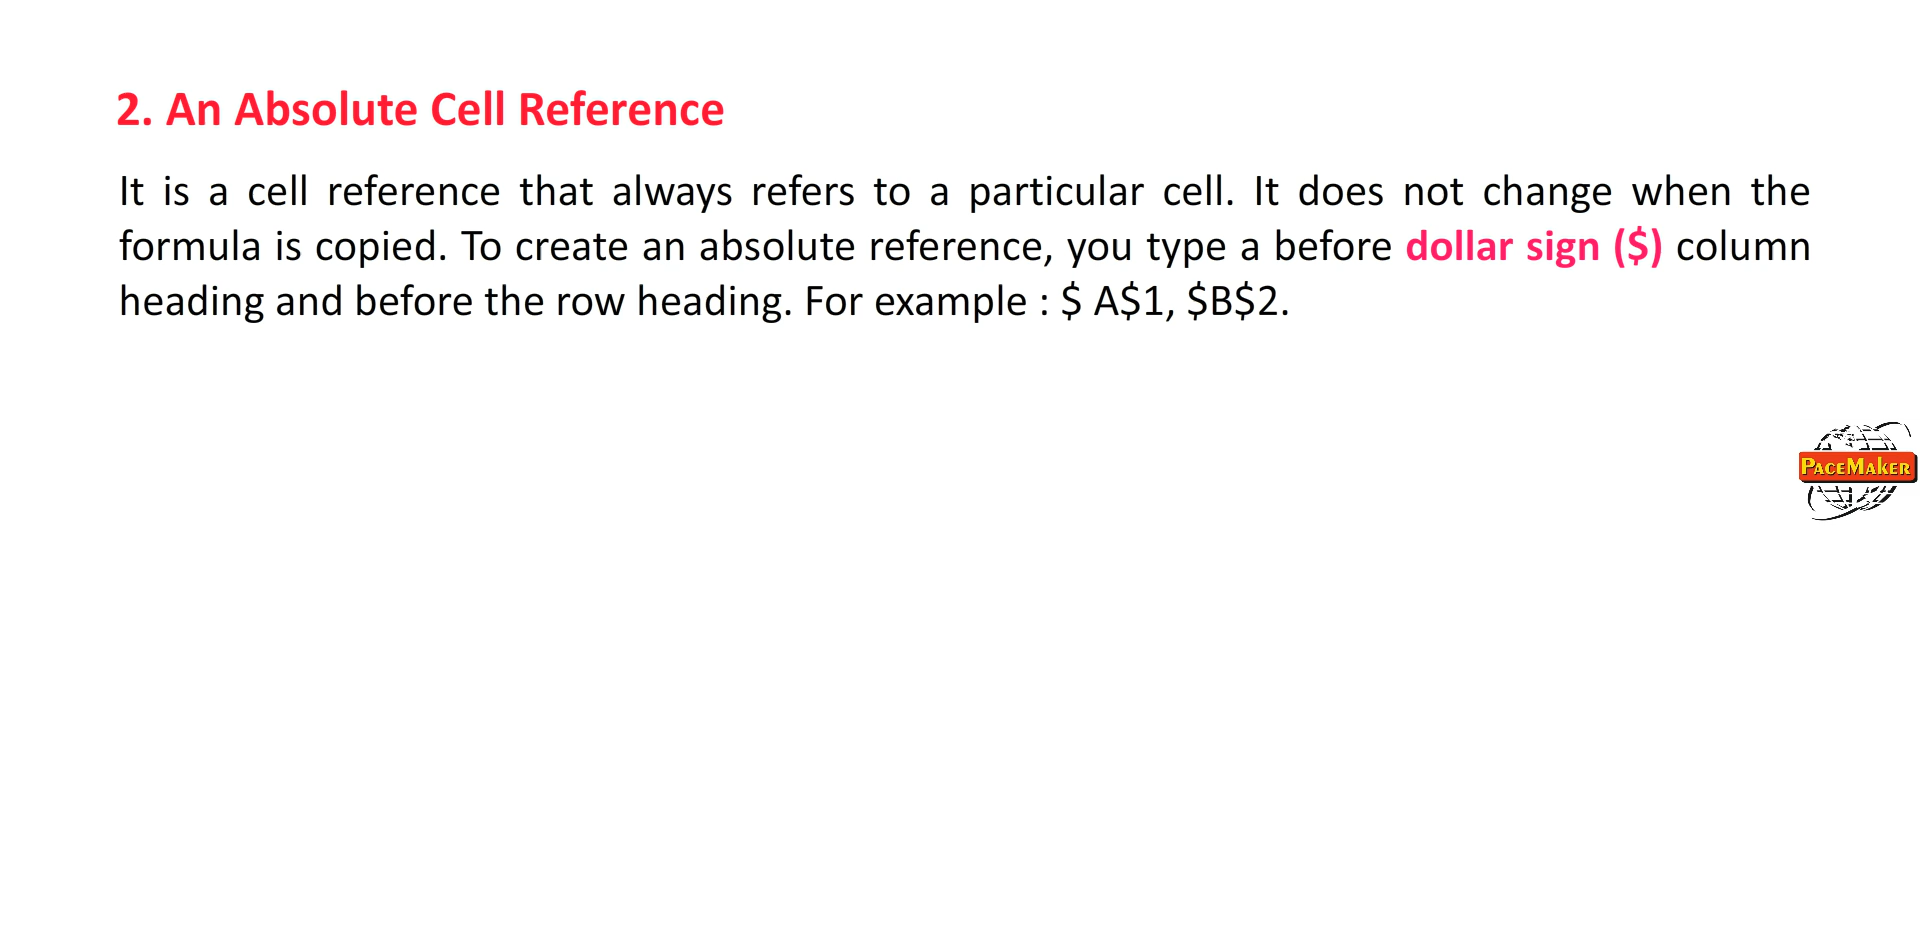 2. An Absolute Cell Reference
It is a cell reference that always refers to a particular cell. It does not change when the
formula is copied. To create an absolute reference, you type a before dollar sign ($) column
heading and before the row heading. For example : $ A$1, $B$2.
PACEMAKER